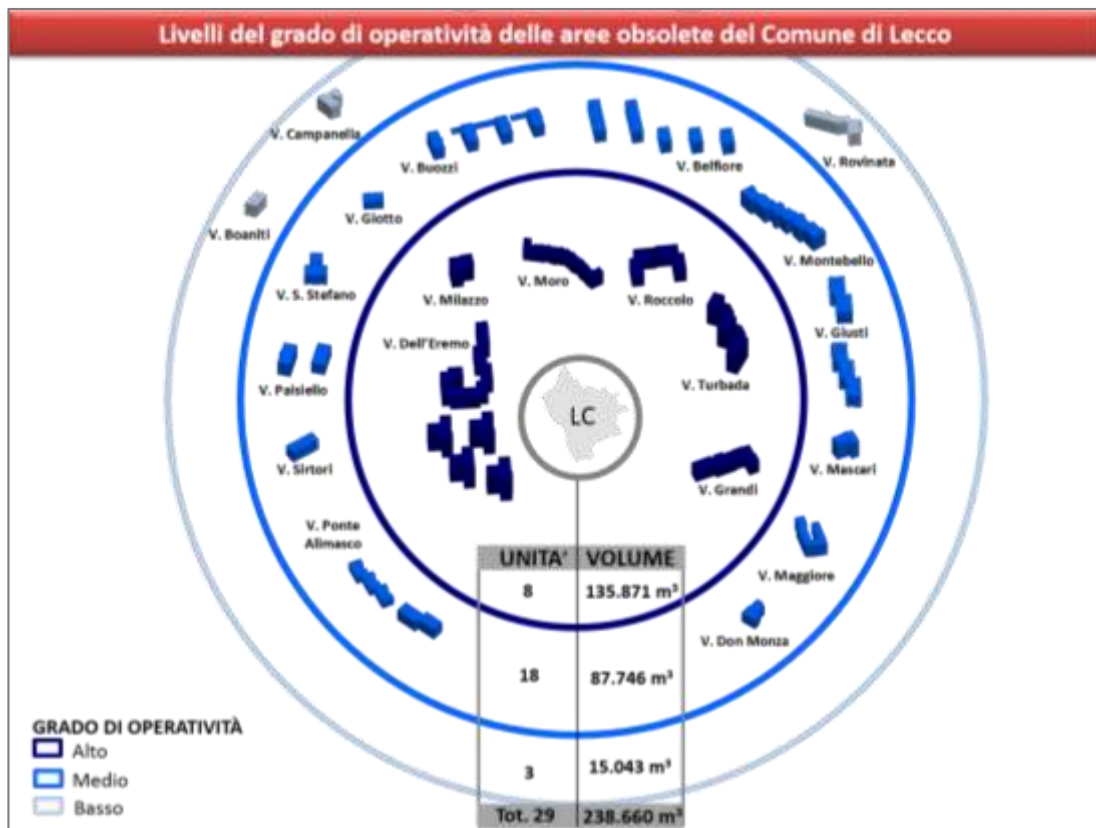 Livelli del grado di operatività delle aree obsolete del Comune di Lecco
V. Campanella
V. Buozzi
V. Belfiore
V. Rovinata
V. Boaniti
V. Giotto
V. Montebello
V. S. Stefano
V. Milazzo
V. Moro
V. Roccolo
V. Giusti
V. Dell'Eremo
V. Paisiello
V. Turbada
LC
V. Sirtori
V. Grandi
V. Mascari
V. Ponte
Alimasco
V. Maggiore
V. Don Monza
UNITA' VOLUME
8 135.871 m³
18 87.746 m³
3 15.043 m³
Tot. 29 238.660 m³
GRADO DI OPERATIVITÀ
Alto
Medio
Basso